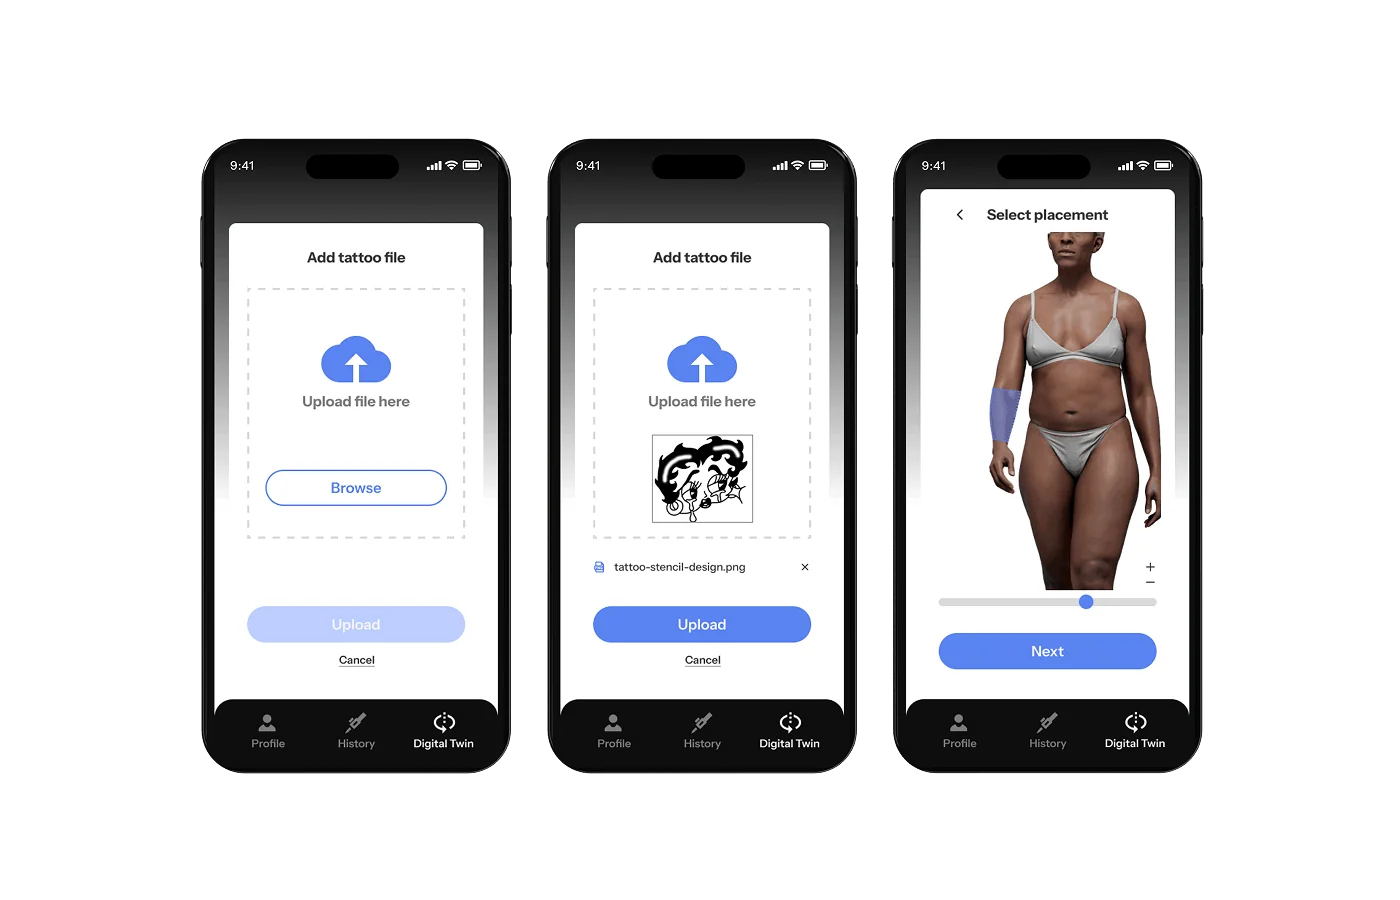 9:41
Add tattoo file
Upload file here
Browse
Upload
Cancel
Profile
History
Digital Twin
9:41
Add tattoo file
Upload file here
tattoo-stencil-design.png
Upload
Cancel
Profile
History
Digital Twin
9:41
Select placement
+
−
Next
Profile
History
Digital Twin